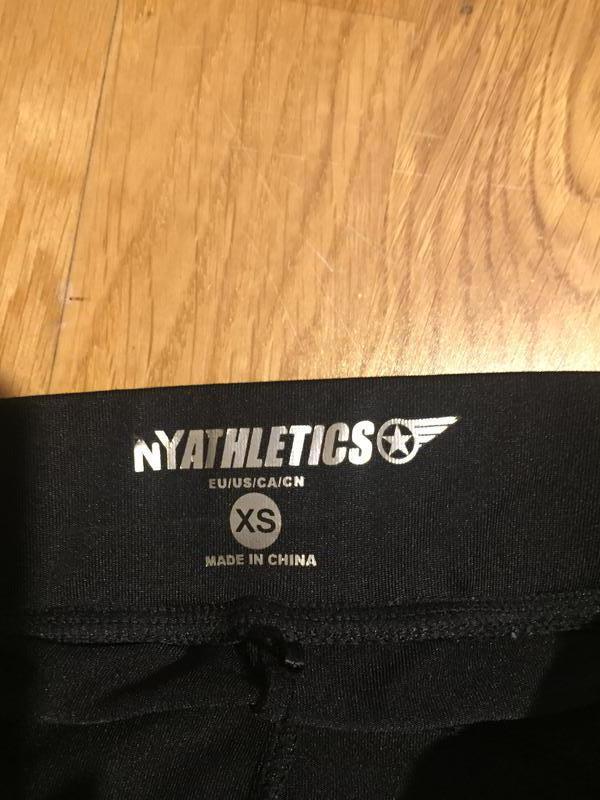 NYATHLETICS
EU/US/CA/CN
XS
MADE IN CHINA